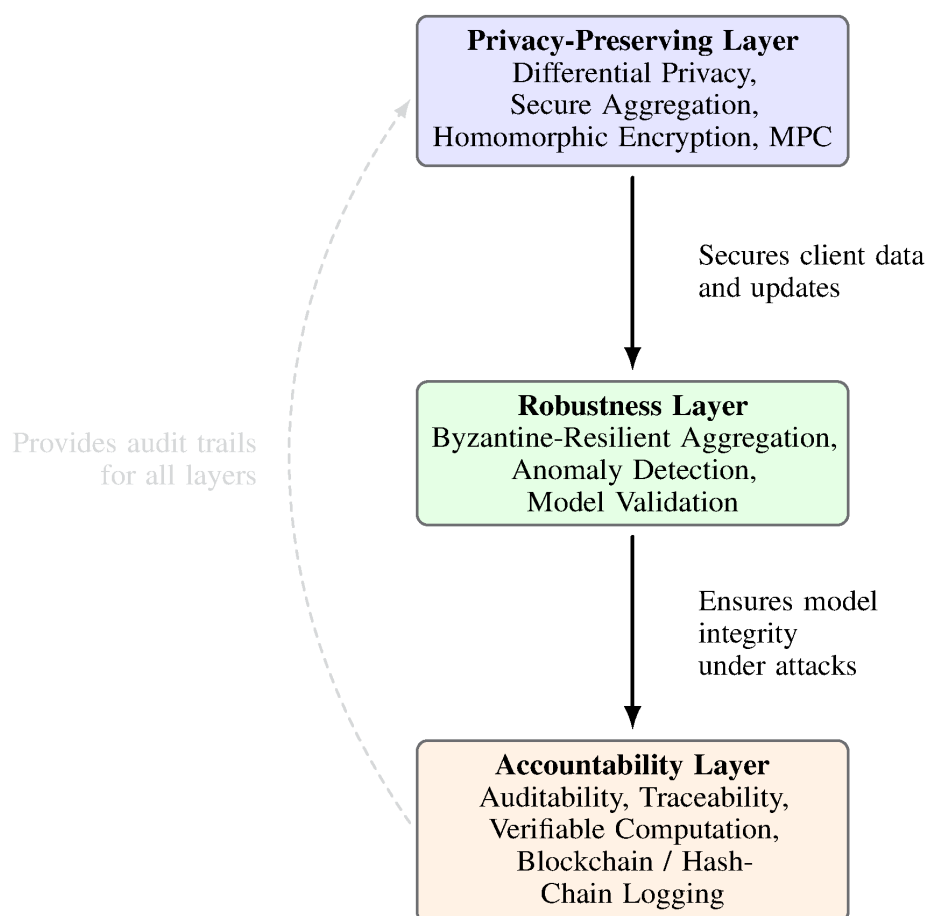 Privacy-Preserving Layer
Differential Privacy,
Secure Aggregation,
Homomorphic Encryption, MPC
Secures client data
and updates
Robustness Layer
Byzantine-Resilient Aggregation,
Anomaly Detection,
Model Validation
Provides audit trails
for all layers
Ensures model
integrity
under attacks
Accountability Layer
Auditability, Traceability,
Verifiable Computation,
Blockchain / Hash-
Chain Logging